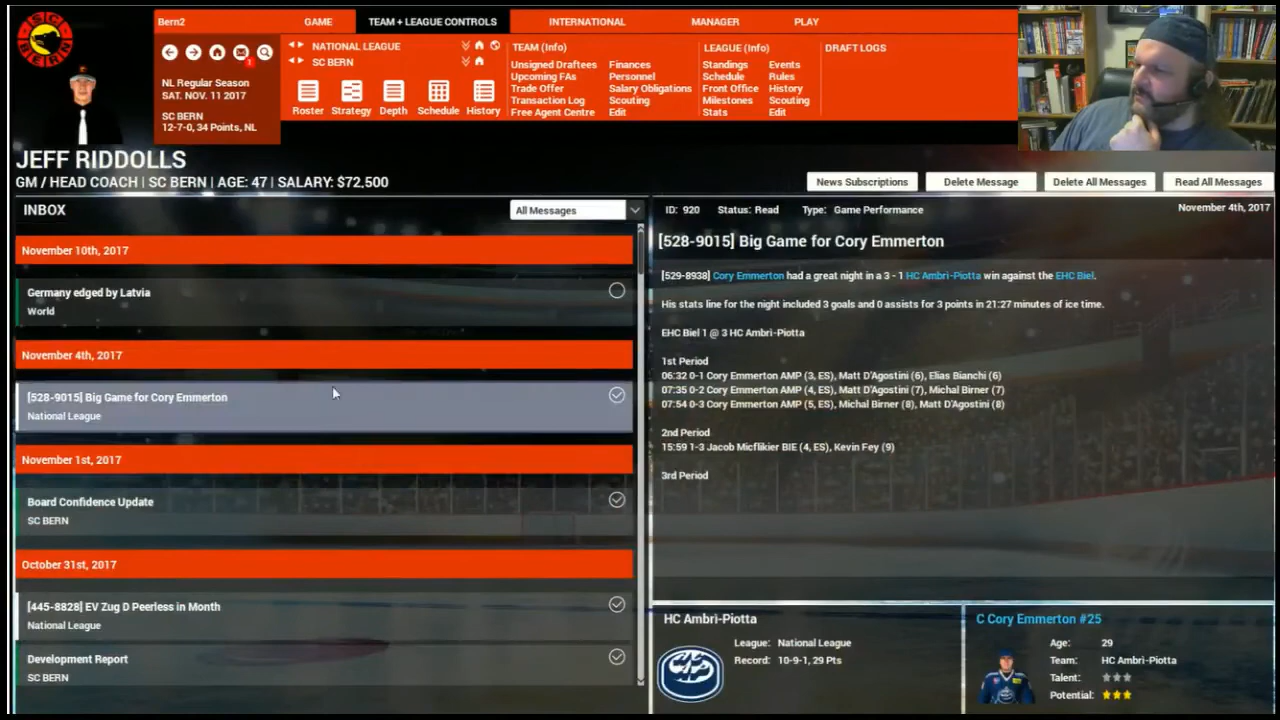 SC
BERN
Bern2
GAME
TEAM + LEAGUE CONTROLS
INTERNATIONAL
MANAGER
PLAY
NL Regular Season
SAT. NOV. 11 2017
SC BERN
12-7-0, 34 Points, NL
NATIONAL LEAGUE
SC BERN
Roster
Strategy
Depth
Schedule
History
TEAM (Info)
Unsigned Draftees
Finances
Upcoming FAs
Personnel
Trade Offer
Salary Obligations
Transaction Log
Scouting
Free Agent Centre
Edit
LEAGUE (Info)
Standings
Events
Schedule
Rules
Front Office
History
Milestones
Scouting
Stats
Edit
DRAFT LOGS
JEFF RIDDOLLS
GM / HEAD COACH | SC BERN | AGE: 47 | SALARY: $72,500
News Subscriptions
Delete Message
Delete All Messages
Read All Messages
INBOX
All Messages
November 10th, 2017
Germany edged by Latvia
World
November 4th, 2017
[528-9015] Big Game for Cory Emmerton
National League
November 1st, 2017
Board Confidence Update
SC BERN
October 31st, 2017
[445-8828] EV Zug D Peerless in Month
National League
Development Report
SC BERN
ID: 920 Status: Read Type: Game Performance
November 4th, 2017
[528-9015] Big Game for Cory Emmerton
[529-8938] Cory Emmerton had a great night in a 3 - 1 HC Ambrì-Piotta win against the EHC Biel.
His stats line for the night included 3 goals and 0 assists for 3 points in 21:27 minutes of ice time.
EHC Biel 1 @ 3 HC Ambrì-Piotta
1st Period
06:32 0-1 Cory Emmerton AMP (3, ES), Matt D'Agostini (6), Elias Bianchi (6)
07:35 0-2 Cory Emmerton AMP (4, ES), Matt D'Agostini (7), Michal Birner (7)
07:54 0-3 Cory Emmerton AMP (5, ES), Michal Birner (8), Matt D'Agostini (8)
2nd Period
15:59 1-3 Jacob Micflikier BIE (4, ES), Kevin Fey (9)
3rd Period
HC Ambrì-Piotta
League: National League
Record: 10-9-1, 29 Pts
C Cory Emmerton #25
Age: 29
Team: HC Ambrì-Piotta
Talent:
Potential: